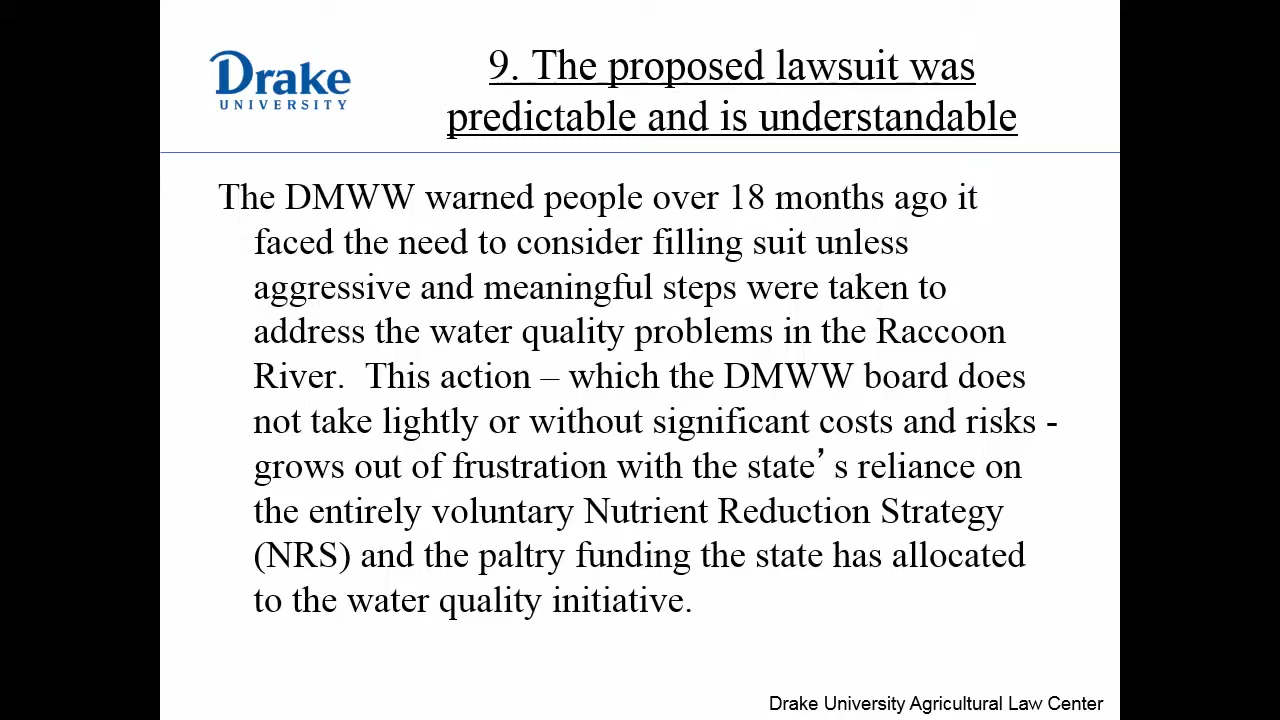 Drake
UNIVERSITY
9. The proposed lawsuit was
predictable and is understandable
The DMWW warned people over 18 months ago it
faced the need to consider filling suit unless
aggressive and meaningful steps were taken to
address the water quality problems in the Raccoon
River.  This action – which the DMWW board does
not take lightly or without significant costs and risks -
grows out of frustration with the state’s reliance on
the entirely voluntary Nutrient Reduction Strategy
(NRS) and the paltry funding the state has allocated
to the water quality initiative.
Drake University Agricultural Law Center